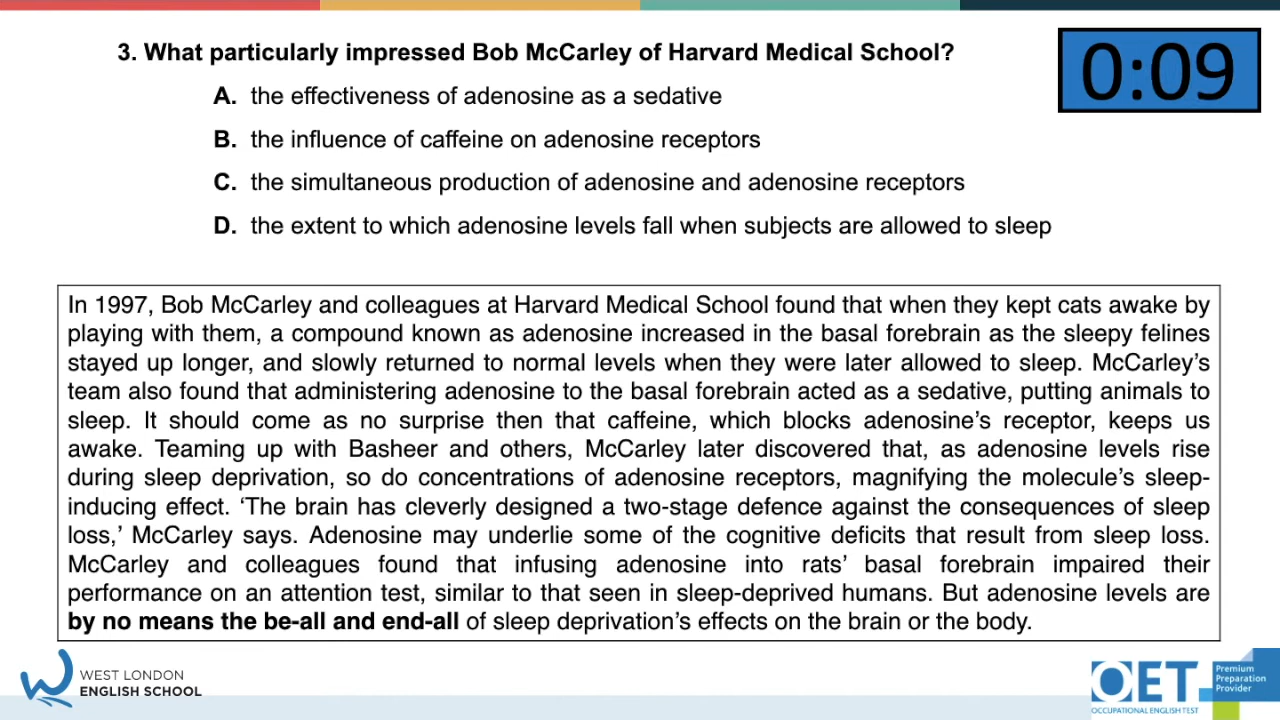 3. What particularly impressed Bob McCarley of Harvard Medical School?
0:09
A. the effectiveness of adenosine as a sedative
B. the influence of caffeine on adenosine receptors
C. the simultaneous production of adenosine and adenosine receptors
D. the extent to which adenosine levels fall when subjects are allowed to sleep
In 1997, Bob McCarley and colleagues at Harvard Medical School found that when they kept cats awake by
playing with them, a compound known as adenosine increased in the basal forebrain as the sleepy felines
stayed up longer, and slowly returned to normal levels when they were later allowed to sleep. McCarley's
team also found that administering adenosine to the basal forebrain acted as a sedative, putting animals to
sleep. It should come as no surprise then that caffeine, which blocks adenosine's receptor, keeps us
awake. Teaming up with Basheer and others, McCarley later discovered that, as adenosine levels rise
during sleep deprivation, so do concentrations of adenosine receptors, magnifying the molecule's sleep-
inducing effect. 'The brain has cleverly designed a two-stage defence against the consequences of sleep
loss,' McCarley says. Adenosine may underlie some of the cognitive deficits that result from sleep loss.
McCarley and colleagues found that infusing adenosine into rats' basal forebrain impaired their
performance on an attention test, similar to that seen in sleep-deprived humans. But adenosine levels are
by no means the be-all and end-all of sleep deprivation's effects on the brain or the body.
WEST LONDON
ENGLISH SCHOOL
OET
OCCUPATIONAL ENGLISH TEST
Premium
Preparation
Provider